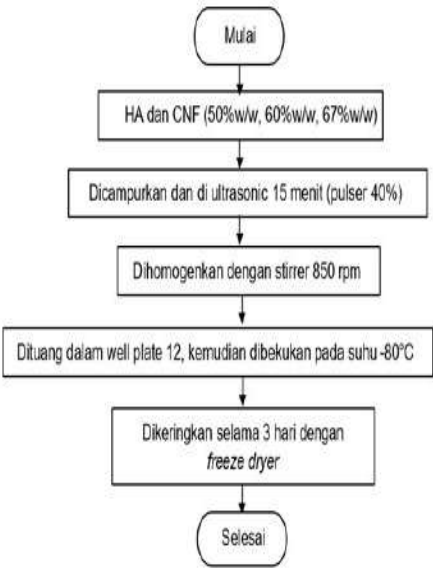 Mulai
HA dan CNF (50%w/w, 60%w/w, 67%w/w)
Dicampurkan dan di ultrasonic 15 menit (pulser 40%)
Dihomogenkan dengan stirrer 850 rpm
Dituang dalam well plate 12, kemudian dibekukan pada suhu -80°C
Dikeringkan selama 3 hari dengan
freeze dryer
Selesai